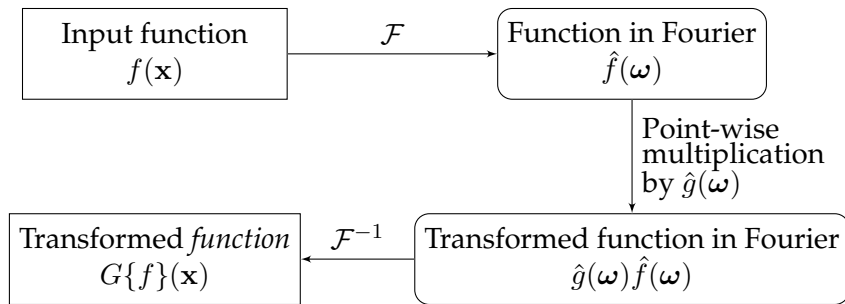 Input function
f(𝐱)
ℱ
Function in Fourier
f̂(𝝎)
Point-wise
multiplication
by ĝ(𝝎)
Transformed function in Fourier
ĝ(𝝎)f̂(𝝎)
ℱ⁻¹
Transformed function
G{f}(𝐱)